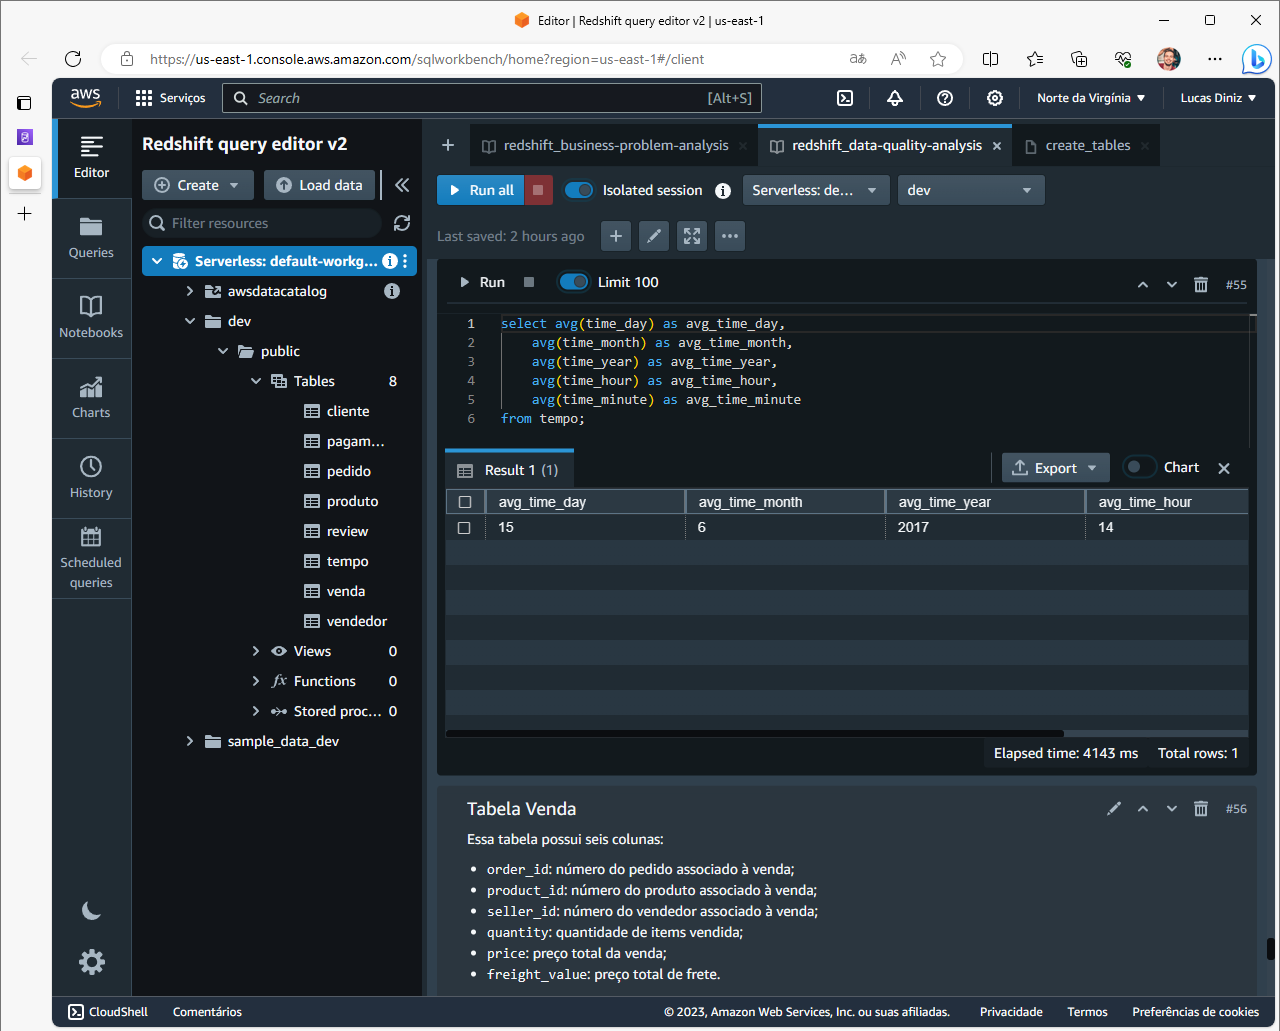 Editor | Redshift query editor v2 | us-east-1
https://us-east-1.console.aws.amazon.com/sqlworkbench/home?region=us-east-1#/client
aws
Serviços
Search
[Alt+S]
Norte da Virgínia
Lucas Diniz
Editor
Queries
Notebooks
Charts
History
Scheduled queries
Redshift query editor v2
Create
Load data
Filter resources
Serverless: default-workg...
awsdatacatalog
dev
public
Tables 8
cliente
pagam...
pedido
produto
review
tempo
venda
vendedor
Views 0
Functions 0
Stored proc... 0
sample_data_dev
redshift_business-problem-analysis
redshift_data-quality-analysis
create_tables
Run all
Isolated session
Serverless: de...
dev
Last saved: 2 hours ago
Run
Limit 100
#55
1 select avg(time_day) as avg_time_day,
2 avg(time_month) as avg_time_month,
3 avg(time_year) as avg_time_year,
4 avg(time_hour) as avg_time_hour,
5 avg(time_minute) as avg_time_minute
6 from tempo;
Result 1 (1)
Export
Chart
avg_time_day avg_time_month avg_time_year avg_time_hour
15 6 2017 14
Elapsed time: 4143 ms Total rows: 1
Tabela Venda
#56
Essa tabela possui seis colunas:
• order_id: número do pedido associado à venda;
• product_id: número do produto associado à venda;
• seller_id: número do vendedor associado à venda;
• quantity: quantidade de items vendida;
• price: preço total da venda;
• freight_value: preço total de frete.
CloudShell
Comentários
© 2023, Amazon Web Services, Inc. ou suas afiliadas.
Privacidade
Termos
Preferências de cookies